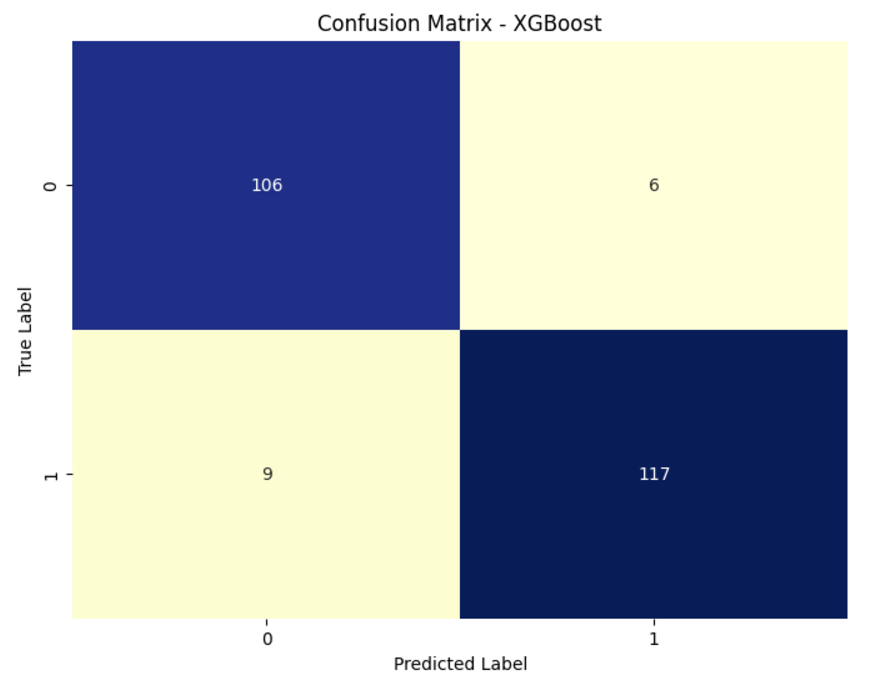 Confusion Matrix - XGBoost
True Label
0
106
6
1
9
117
0
1
Predicted Label